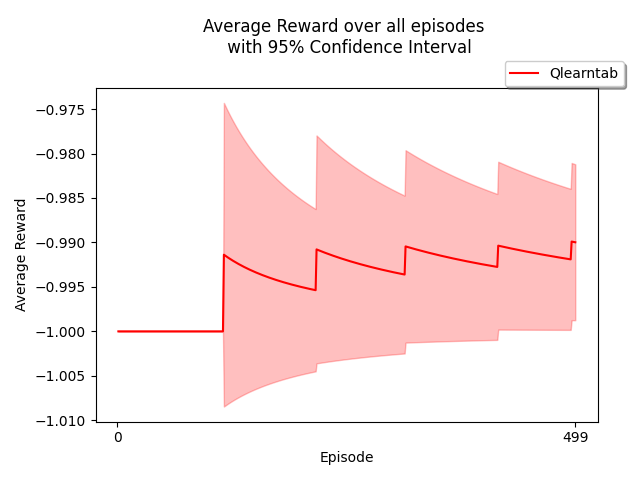 Average Reward over all episodes
with 95% Confidence Interval
Qlearntab
−0.975
−0.980
−0.985
−0.990
−0.995
−1.000
−1.005
−1.010
Average Reward
0
499
Episode